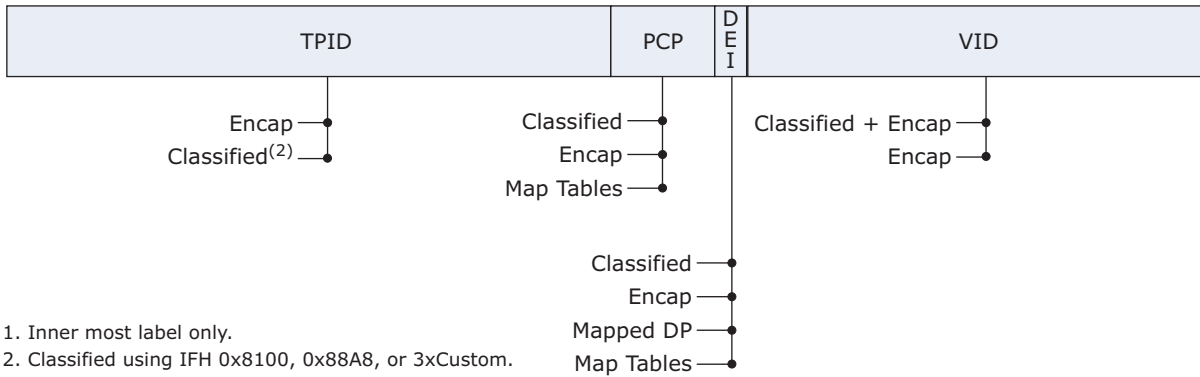 TPID
PCP
D
E
I
VID
Encap
Classified(2)
Classified
Encap
Map Tables
Classified + Encap
Encap
Classified
Encap
Mapped DP
Map Tables
1. Inner most label only.
2. Classified using IFH 0x8100, 0x88A8, or 3xCustom.